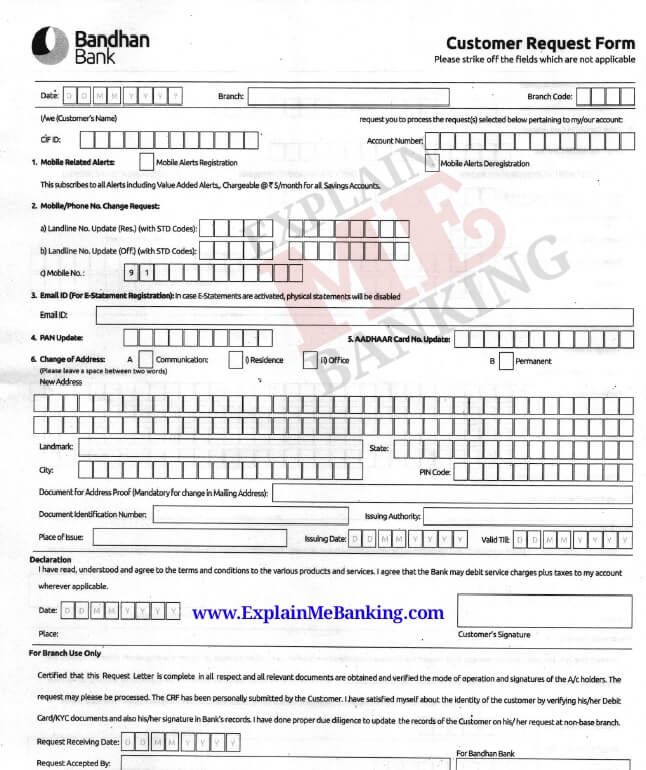 Bandhan
Bank
Customer Request Form
Please strike off the fields which are not applicable
Date: D D M M Y Y Y Y Branch: Branch Code:
I/we (Customer's Name) request you to process the request(s) selected below pertaining to my/our account:
CIF ID: Account Number:
1. Mobile Related Alerts: Mobile Alerts Registration Mobile Alerts Deregistration
This subscribes to all Alerts including Value Added Alerts,, Chargeable @ ₹ 5/month for all Savings Accounts.
2. Mobile/Phone No. Change Request:
a) Landline No. Update (Res.) (with STD Codes):
b) Landline No. Update (Off.) (with STD Codes):
c) Mobile No.: 9 1
3. Email ID (For E-Statement Registration): In case E-Statements are activated, physical statements will be disabled
Email ID:
4. PAN Update: 5. AADHAAR Card No. Update:
6. Change of Address: A Communication: i) Residence ii) Office B Permanent
(Please leave a space between two words)
New Address
Landmark: State:
City: PIN Code:
Document for Address Proof (Mandatory for change in Mailing Address):
Document Identification Number: Issuing Authority:
Place of Issue: Issuing Date: D D M M Y Y Y Y Valid Till: D D M M Y Y Y Y
Declaration
I have read, understood and agree to the terms and conditions to the various products and services. I agree that the Bank may debit service charges plus taxes to my account
wherever applicable.
Date: D D M M Y Y Y Y www.ExplainMeBanking.com
Place: Customer's Signature
For Branch Use Only
Certified that this Request Letter is complete in all respect and all relevant documents are obtained and verified the mode of operation and signatures of the A/c holders. The
request may please be processed. The CRF has been personally submitted by the Customer. I have satisfied myself about the identity of the customer by verifying his/her Debit
Card/KYC documents and also his/her signature in Bank's records. I have done proper due diligence to update the records of the Customer on his/ her request at non-base branch.
Request Receiving Date: D D M M Y Y Y Y
For Bandhan Bank
Request Accepted By:
EXPLAIN
ME
BANKING